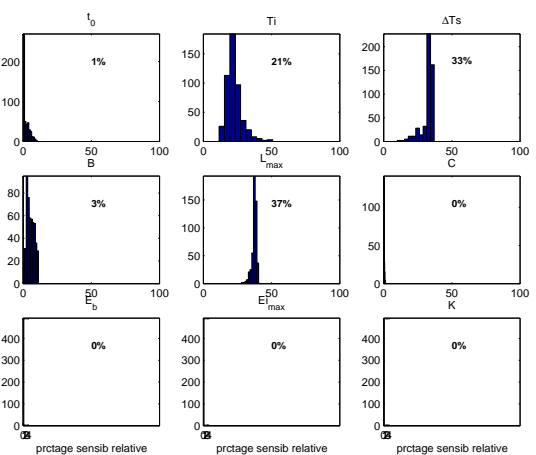 t0 Ti ΔTs
200 100 0 1% 150 100 50 0 21% 200 150 100 50 0 33%
0 50 100 0 50 100 0 50 100
B Lmax C
80 60 40 20 0 3% 150 100 50 0 37% 100 50 0 0%
0 50 100 0 50 100 0 50 100
Eb EImax K
400 300 200 100 0 0% 400 300 200 100 0 0% 400 300 200 100 0 0%
prctage sensib relative prctage sensib relative prctage sensib relative